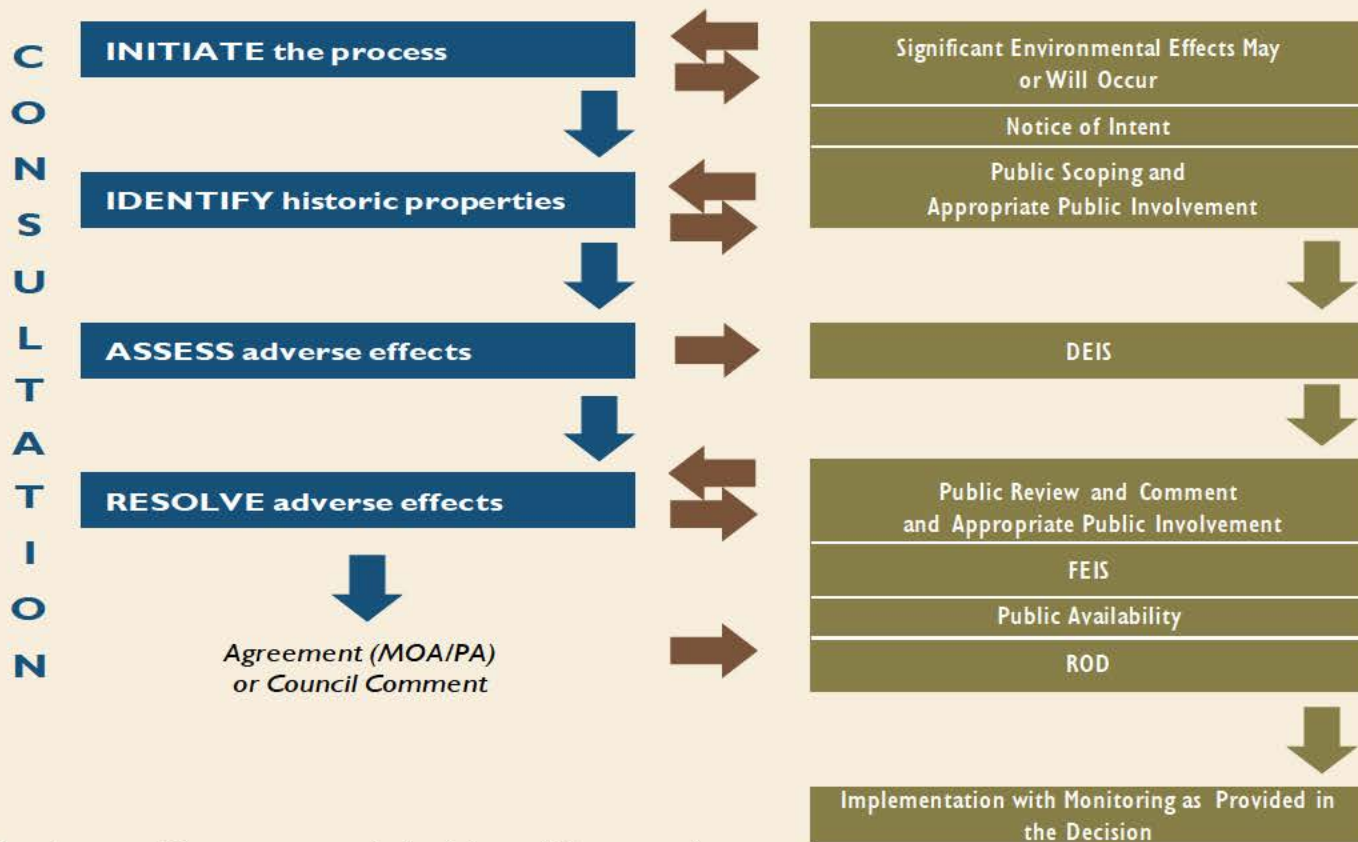 CONSULTATION
INITIATE the process
IDENTIFY historic properties
ASSESS adverse effects
RESOLVE adverse effects
Agreement (MOA/PA)
or Council Comment
Significant Environmental Effects May
or Will Occur
Notice of Intent
Public Scoping and
Appropriate Public Involvement
DEIS
Public Review and Comment
and Appropriate Public Involvement
FEIS
Public Availability
ROD
Implementation with Monitoring as Provided in
the Decision